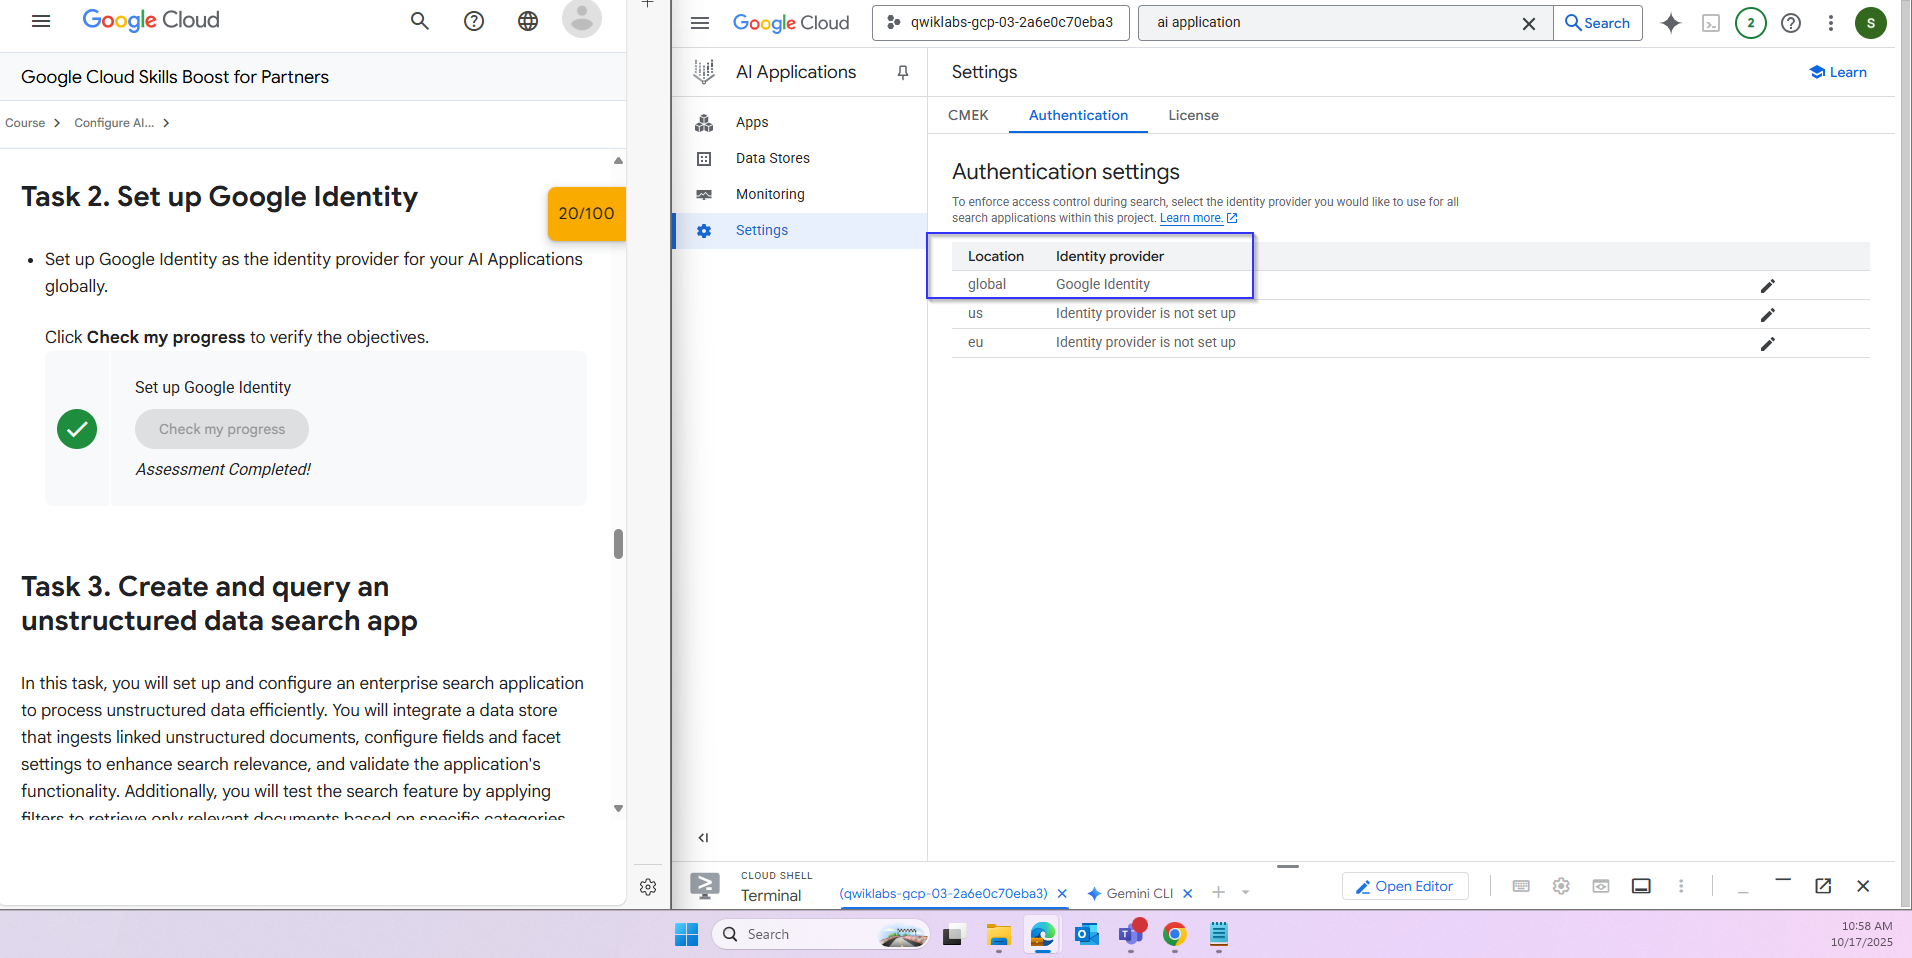 Google Cloud
Google Cloud Skills Boost for Partners
Course
Configure AI...
Task 2. Set up Google Identity
20/100
• Set up Google Identity as the identity provider for your AI Applications
globally.
Click Check my progress to verify the objectives.
Set up Google Identity
Check my progress
Assessment Completed!
Task 3. Create and query an
unstructured data search app
In this task, you will set up and configure an enterprise search application
to process unstructured data efficiently. You will integrate a data store
that ingests linked unstructured documents, configure fields and facet
settings to enhance search relevance, and validate the application's
functionality. Additionally, you will test the search feature by applying
filters to retrieve only relevant documents based on specific categories
Google Cloud
qwiklabs-gcp-03-2a6e0c70eba3
ai application
Search
2
S
AI Applications
Apps
Data Stores
Monitoring
Settings
Settings
Learn
CMEK
Authentication
License
Authentication settings
To enforce access control during search, select the identity provider you would like to use for all
search applications within this project. Learn more.
Location Identity provider
global Google Identity
us Identity provider is not set up
eu Identity provider is not set up
CLOUD SHELL
Terminal
(qwiklabs-gcp-03-2a6e0c70eba3)
Gemini CLI
Open Editor
Search
10:58 AM
10/17/2025